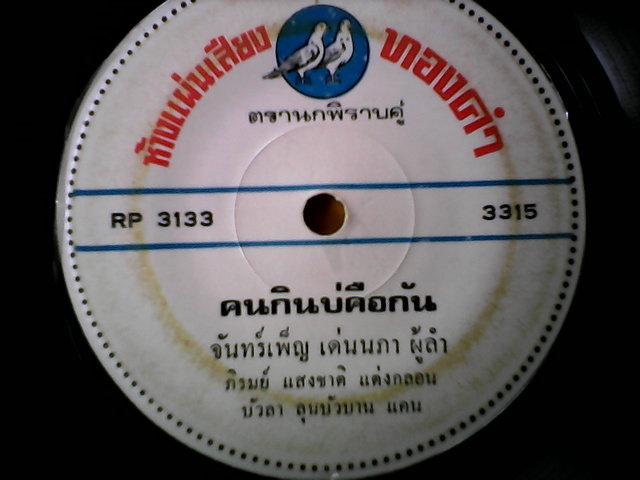 ห้างแผ่นเสียง ทองคำ
ตรานกพิราบคู่
RP 3133
3315
คนกินบ่คือกัน
จันทร์เพ็ญ เด่นนภา ผู้ลำ
ภิรมย์ แสงชาติ แต่งกลอน
บัวลา ลุนบัวบาน แคน